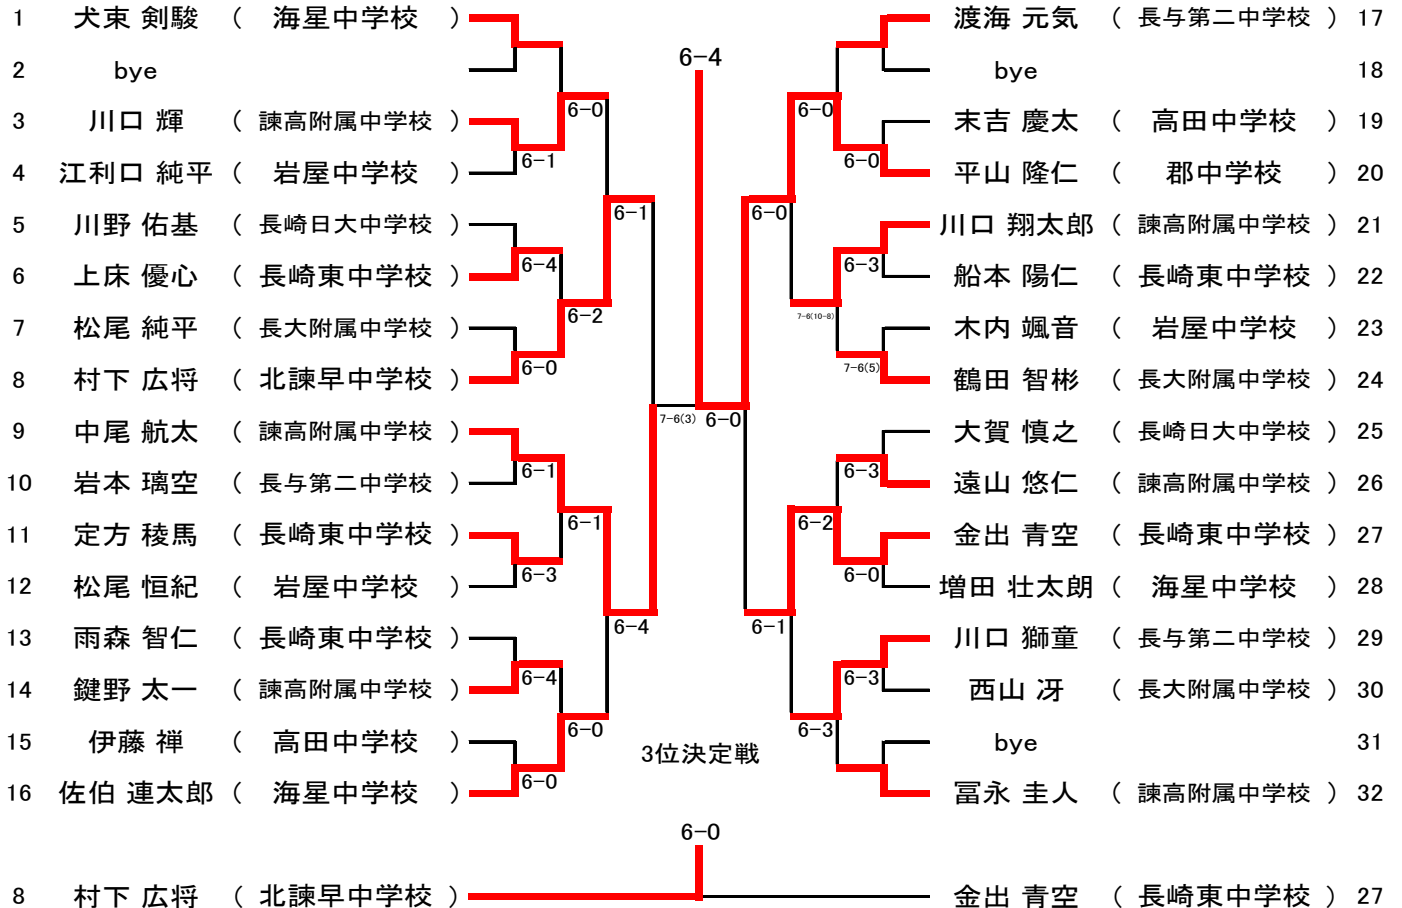 1 犬束 剣駿 ( 海星中学校 )
2 bye
3 川口 輝 ( 諫高附属中学校 )
4 江利口 純平 ( 岩屋中学校 )
5 川野 佑基 ( 長崎日大中学校 )
6 上床 優心 ( 長崎東中学校 )
7 松尾 純平 ( 長大附属中学校 )
8 村下 広将 ( 北諫早中学校 )
9 中尾 航太 ( 諫高附属中学校 )
10 岩本 璃空 ( 長与第二中学校 )
11 定方 稜馬 ( 長崎東中学校 )
12 松尾 恒紀 ( 岩屋中学校 )
13 雨森 智仁 ( 長崎東中学校 )
14 鍵野 太一 ( 諫高附属中学校 )
15 伊藤 禅 ( 高田中学校 )
16 佐伯 連太郎 ( 海星中学校 )
6-1
6-4
6-0
6-1
6-3
6-4
6-0
6-0
6-2
6-1
6-0
6-1
6-4
7-6(3)
6-4
6-0
6-0
6-1
6-0
7-6(10-8)
6-2
6-3
6-0
6-3
7-6(5)
6-3
6-0
6-3
渡海 元気 ( 長与第二中学校 ) 17
bye 18
末吉 慶太 ( 高田中学校 ) 19
平山 隆仁 ( 郡中学校 ) 20
川口 翔太郎 ( 諫高附属中学校 ) 21
船本 陽仁 ( 長崎東中学校 ) 22
木内 颯音 ( 岩屋中学校 ) 23
鶴田 智彬 ( 長大附属中学校 ) 24
大賀 慎之 ( 長崎日大中学校 ) 25
遠山 悠仁 ( 諫高附属中学校 ) 26
金出 青空 ( 長崎東中学校 ) 27
増田 壮太朗 ( 海星中学校 ) 28
川口 獅童 ( 長与第二中学校 ) 29
西山 冴 ( 長大附属中学校 ) 30
bye 31
冨永 圭人 ( 諫高附属中学校 ) 32
3位決定戦
6-0
8 村下 広将 ( 北諫早中学校 )
金出 青空 ( 長崎東中学校 ) 27